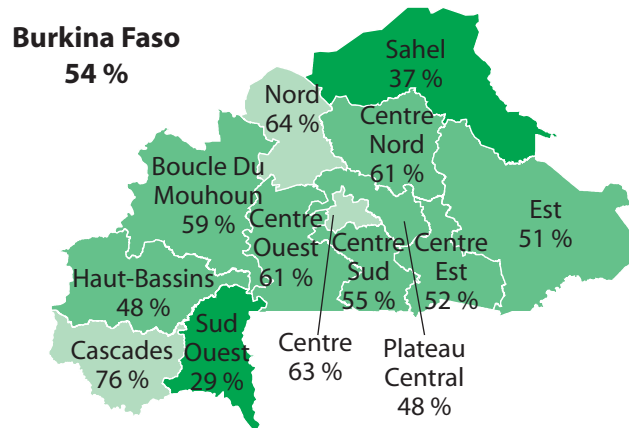 Burkina Faso
54 %
Sahel
37 %
Nord
64 %
Centre
Nord
61 %
Boucle Du
Mouhoun
59 %
Est
51 %
Centre
Ouest
61 %
Centre
Sud
55 %
Centre
Est
52 %
Haut-Bassins
48 %
Sud
Ouest
29 %
Cascades
76 %
Centre
63 %
Plateau
Central
48 %